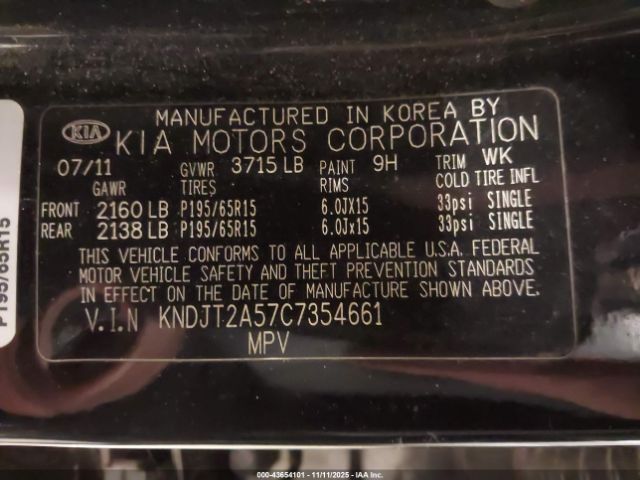 MANUFACTURED IN KOREA BY
KIA KIA MOTORS CORPORATION
07/11 GVWR 3715 LB PAINT 9H TRIM WK
GAWR TIRES RIMS COLD TIRE INFL
FRONT 2160 LB P195/65R15 6.0JX15 33psi SINGLE
REAR 2138 LB P195/65R15 6.0JX15 33psi SINGLE
THIS VEHICLE CONFORMS TO ALL APPLICABLE U.S.A. FEDERAL
MOTOR VEHICLE SAFETY AND THEFT PREVENTION STANDARDS
IN EFFECT ON THE DATE OF MANUFACTURE SHOWN ABOVE.
V.I.N KNDJT2A57C7354661
MPV
P195/65R15
000-43654101 - 11/11/2025 - IAA Inc.